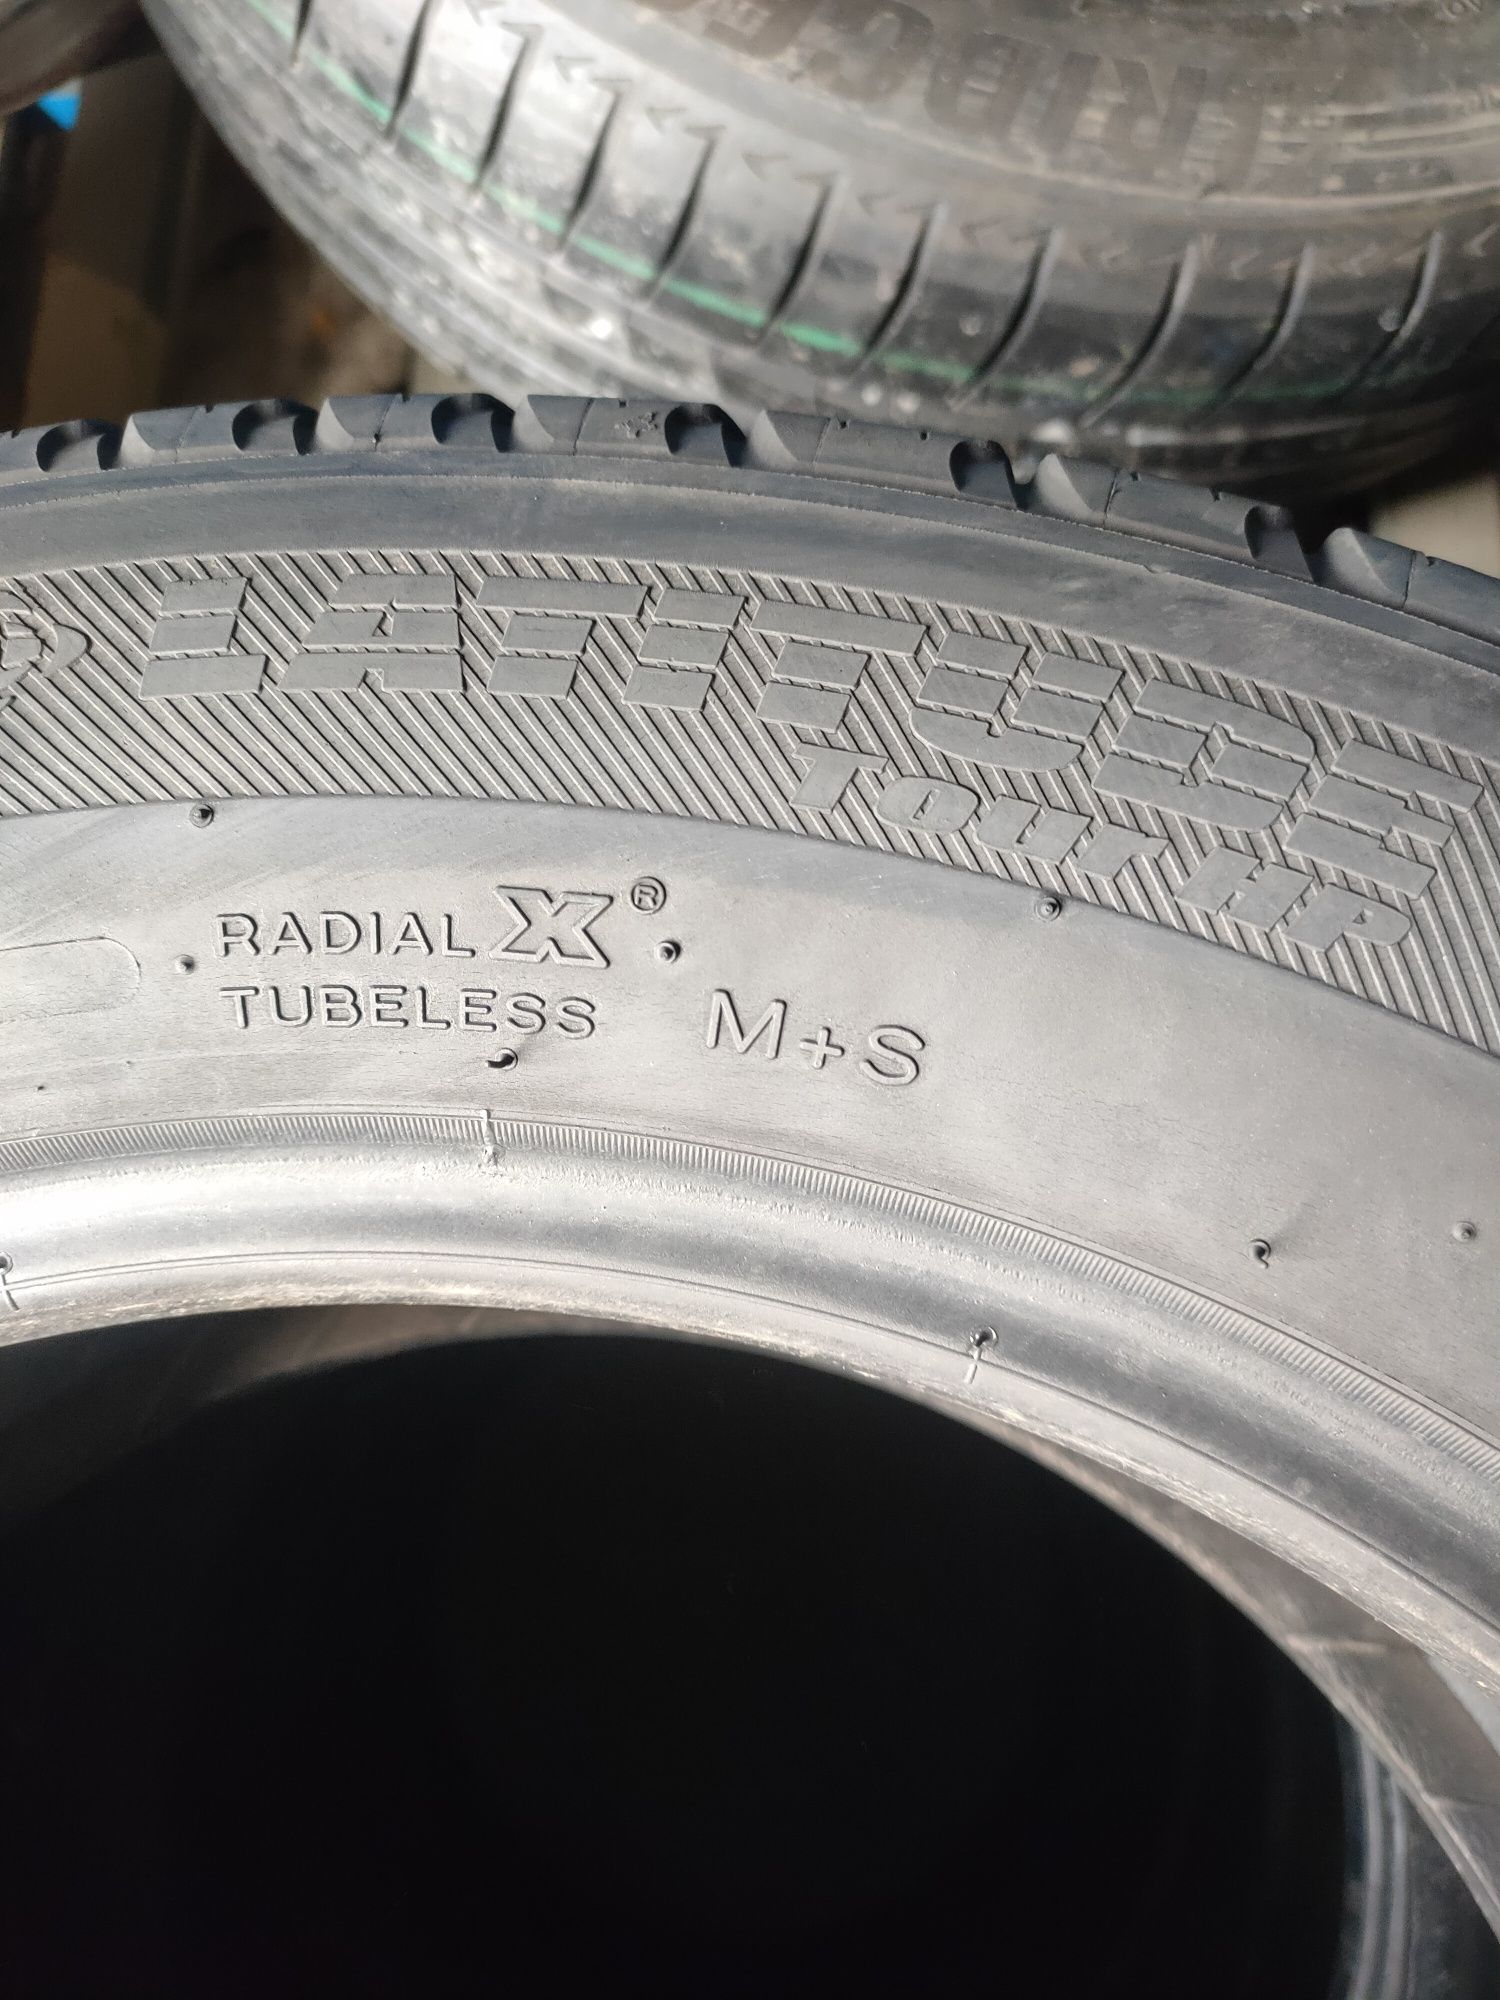 LATITUDE
Tour HP
RADIAL X®
TUBELESS
M+S